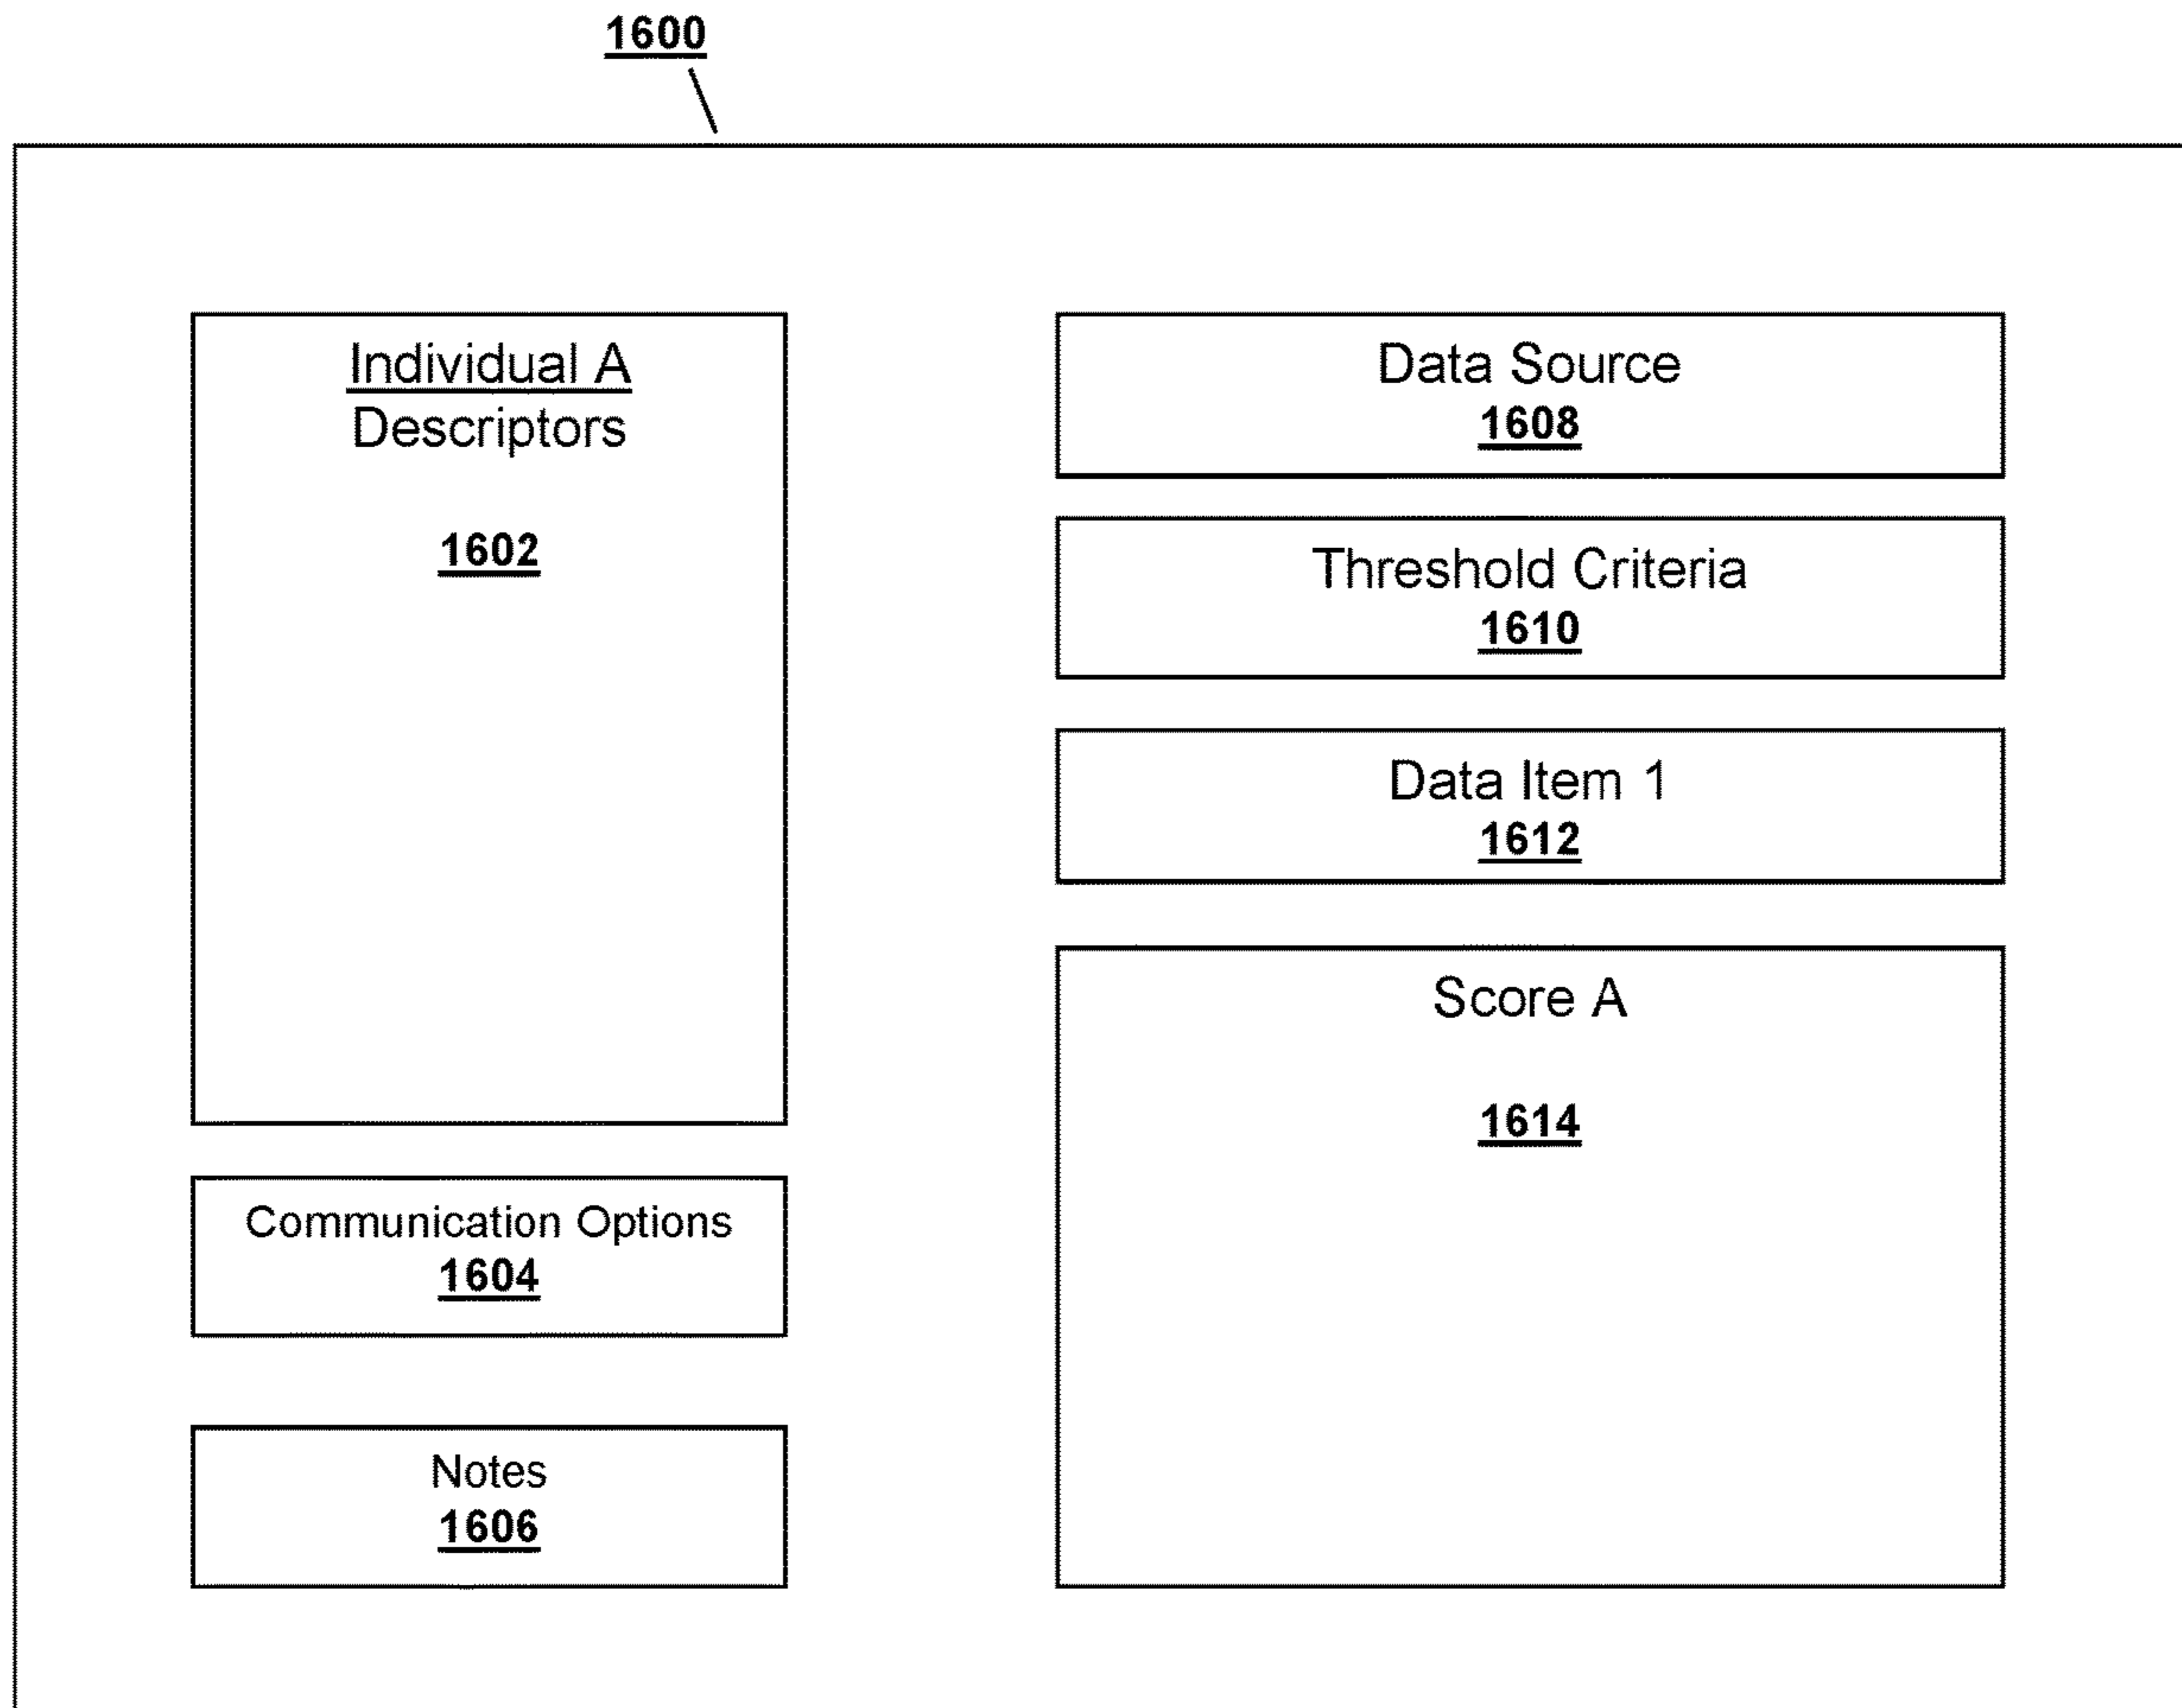 1600
Individual A
Descriptors
1602
Communication Options
1604
Notes
1606
Data Source
1608
Threshold Criteria
1610
Data Item 1
1612
Score A
1614